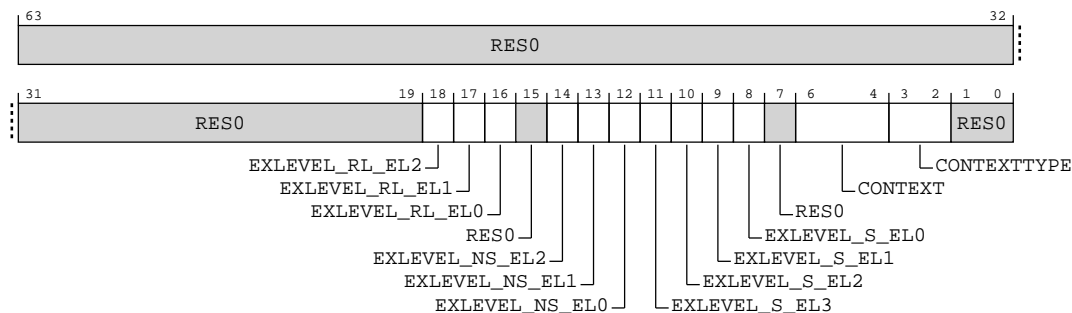 63 32
RES0
31 19 18 17 16 15 14 13 12 11 10 9 8 7 6 4 3 2 1 0
RES0 RES0
EXLEVEL_RL_EL2 CONTEXTTYPE
EXLEVEL_RL_EL1 CONTEXT
EXLEVEL_RL_EL0 RES0
RES0 EXLEVEL_S_EL0
EXLEVEL_NS_EL2 EXLEVEL_S_EL1
EXLEVEL_NS_EL1 EXLEVEL_S_EL2
EXLEVEL_NS_EL0 EXLEVEL_S_EL3